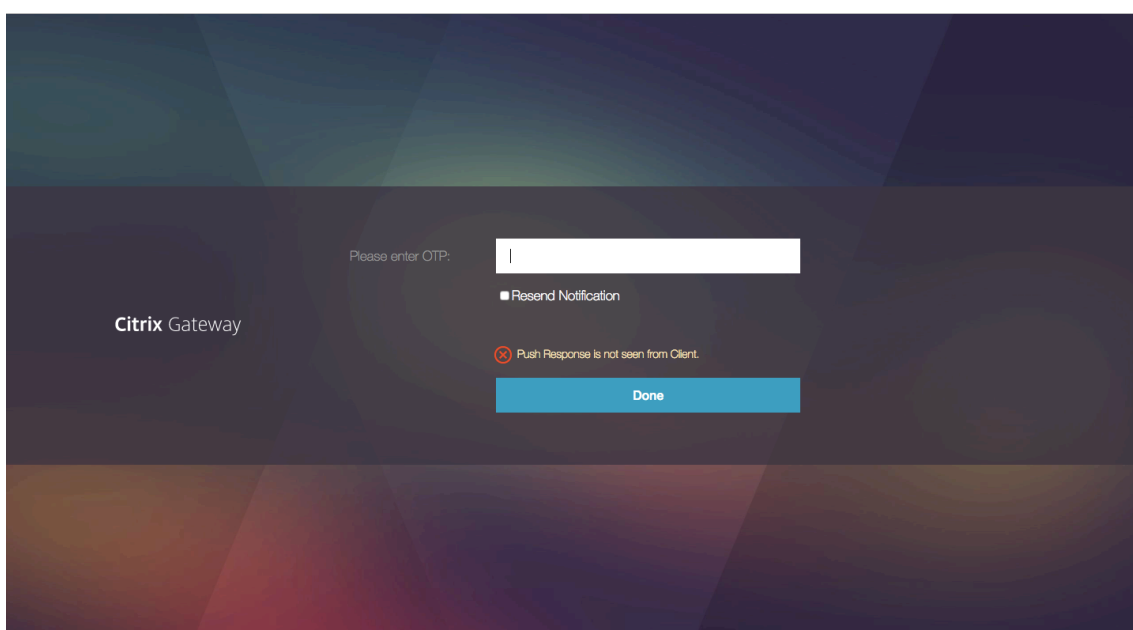 Please enter OTP:
Resend Notification
Citrix Gateway
Push Response is not seen from Client.
Done